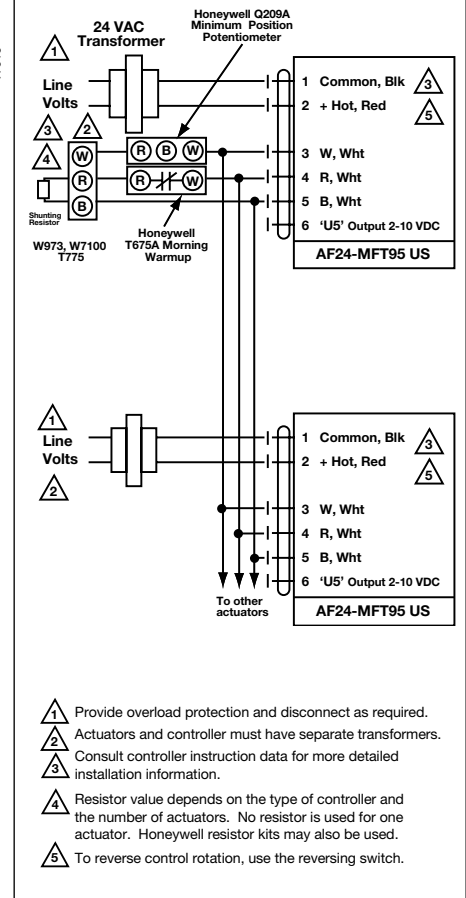 Honeywell Q209A
Minimum Position
Potentiometer
24 VAC
Transformer
1
Line
Volts
1 Common, Blk 3
2 + Hot, Red 5
3 2
4
W
R
B
R B W
R W
3 W, Wht
4 R, Wht
5 B, Wht
6 'U5' Output 2-10 VDC
AF24-MFT95 US
Shunting
Resistor
W973, W7100
T775
Honeywell
T675A Morning
Warmup
1
Line
Volts
2
1 Common, Blk 3
2 + Hot, Red 5
3 W, Wht
4 R, Wht
5 B, Wht
6 'U5' Output 2-10 VDC
AF24-MFT95 US
To other
actuators
1 Provide overload protection and disconnect as required.
2 Actuators and controller must have separate transformers.
3 Consult controller instruction data for more detailed
installation information.
4 Resistor value depends on the type of controller and
the number of actuators. No resistor is used for one
actuator. Honeywell resistor kits may also be used.
5 To reverse control rotation, use the reversing switch.